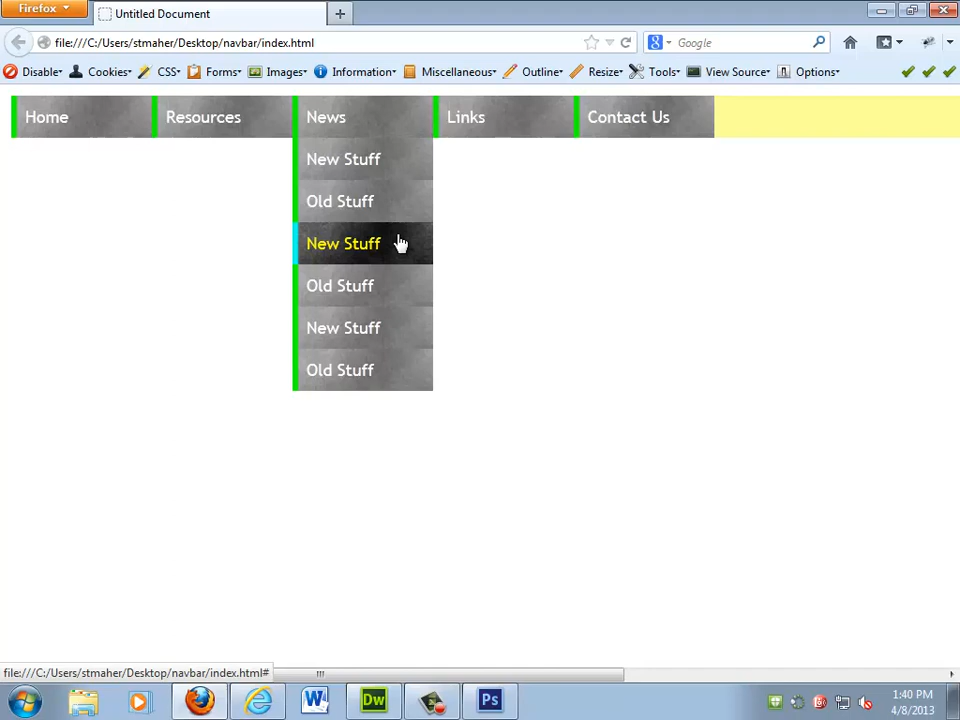 Firefox
Untitled Document
file:///C:/Users/stmaher/Desktop/navbar/index.html
Google
Disable Cookies CSS Forms Images Information Miscellaneous Outline Resize Tools View Source Options
Home Resources News Links Contact Us
New Stuff
Old Stuff
New Stuff
Old Stuff
New Stuff
Old Stuff
file:///C:/Users/stmaher/Desktop/navbar/index.html#
Dw Ps
1:40 PM
4/8/2013